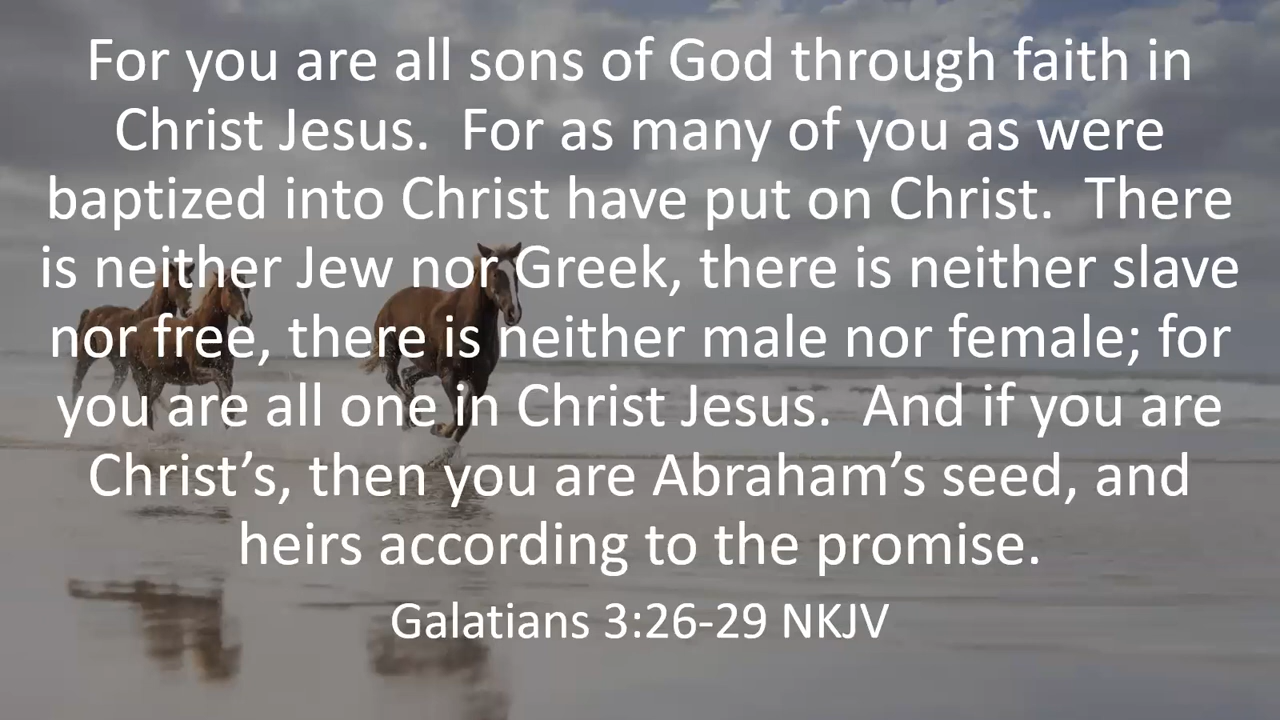 For you are all sons of God through faith in
Christ Jesus.  For as many of you as were
baptized into Christ have put on Christ.  There
is neither Jew nor Greek, there is neither slave
nor free, there is neither male nor female; for
you are all one in Christ Jesus.  And if you are
Christ’s, then you are Abraham’s seed, and
heirs according to the promise.
Galatians 3:26-29 NKJV